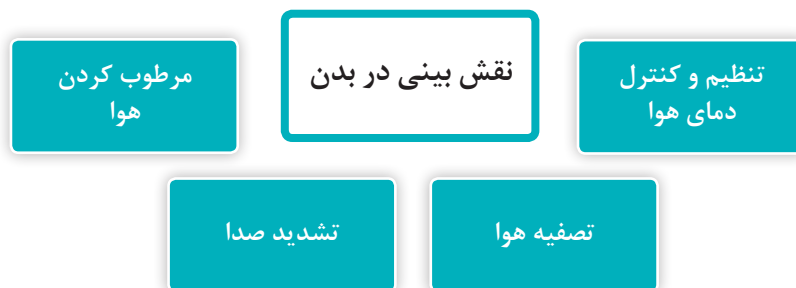 نقش بینی در بدن
تنظیم و کنترل
دمای هوا
مرطوب کردن
هوا
تصفیه هوا
تشدید صدا